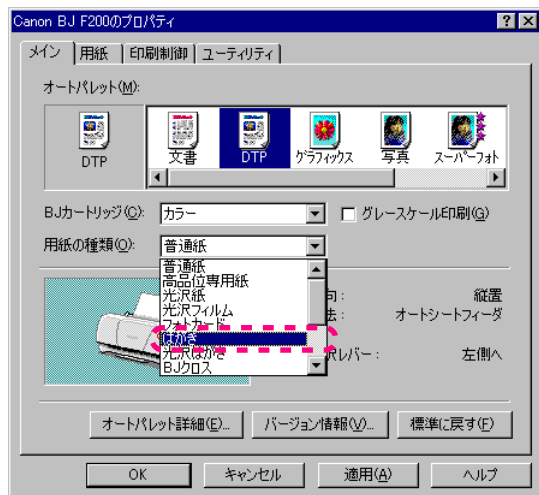 Canon BJ F200のプロパティ
メイン 用紙 印刷制御 ユーティリティ
オートパレット(M):
DTP
文書 DTP グラフィックス 写真 スーパーフォト
BJカートリッジ(C): カラー グレースケール印刷(G)
用紙の種類(O): 普通紙
普通紙
高品位専用紙
光沢紙
光沢フィルム
フォトカード
はがき
光沢はがき
BJクロス
向: 縦置
法: オートシートフィーダ
レバー: 左側へ
オートパレット詳細(E)... バージョン情報(V)... 標準に戻す(F)
OK キャンセル 適用(A) ヘルプ